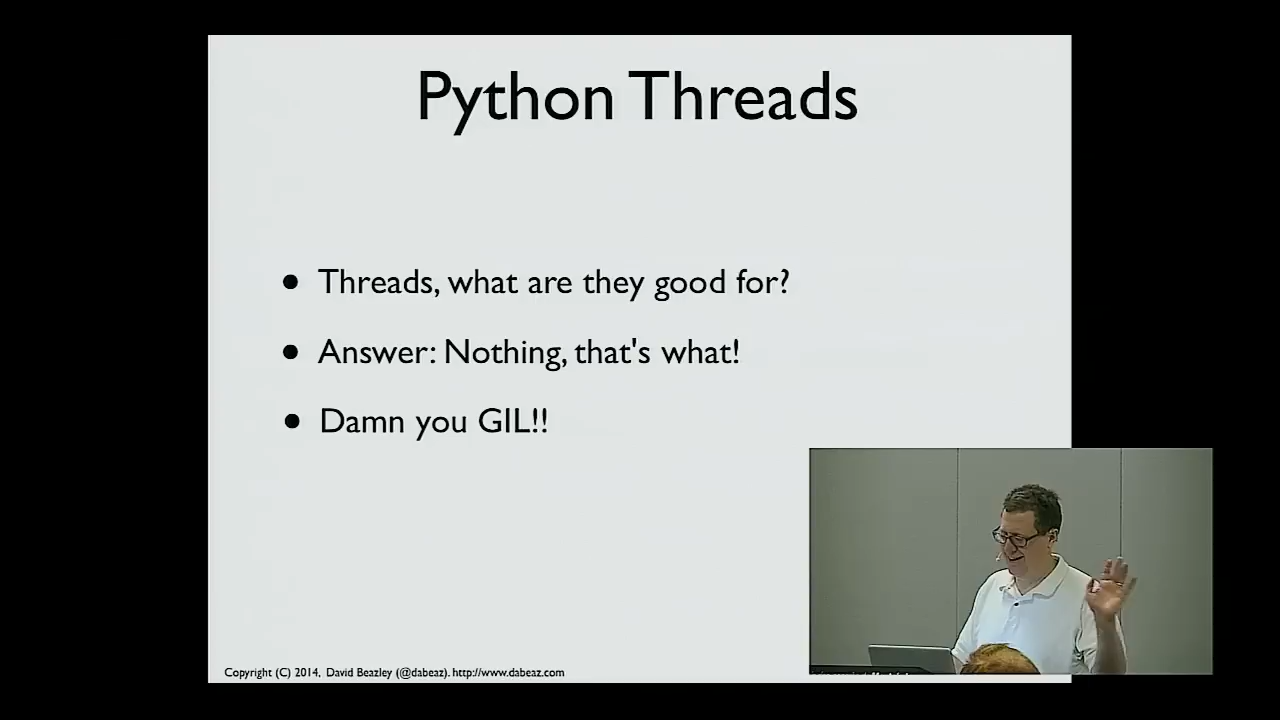 Python Threads
• Threads, what are they good for?
• Answer: Nothing, that's what!
• Damn you GIL!!
Copyright (C) 2014, David Beazley (@dabeaz). http://www.dabeaz.com